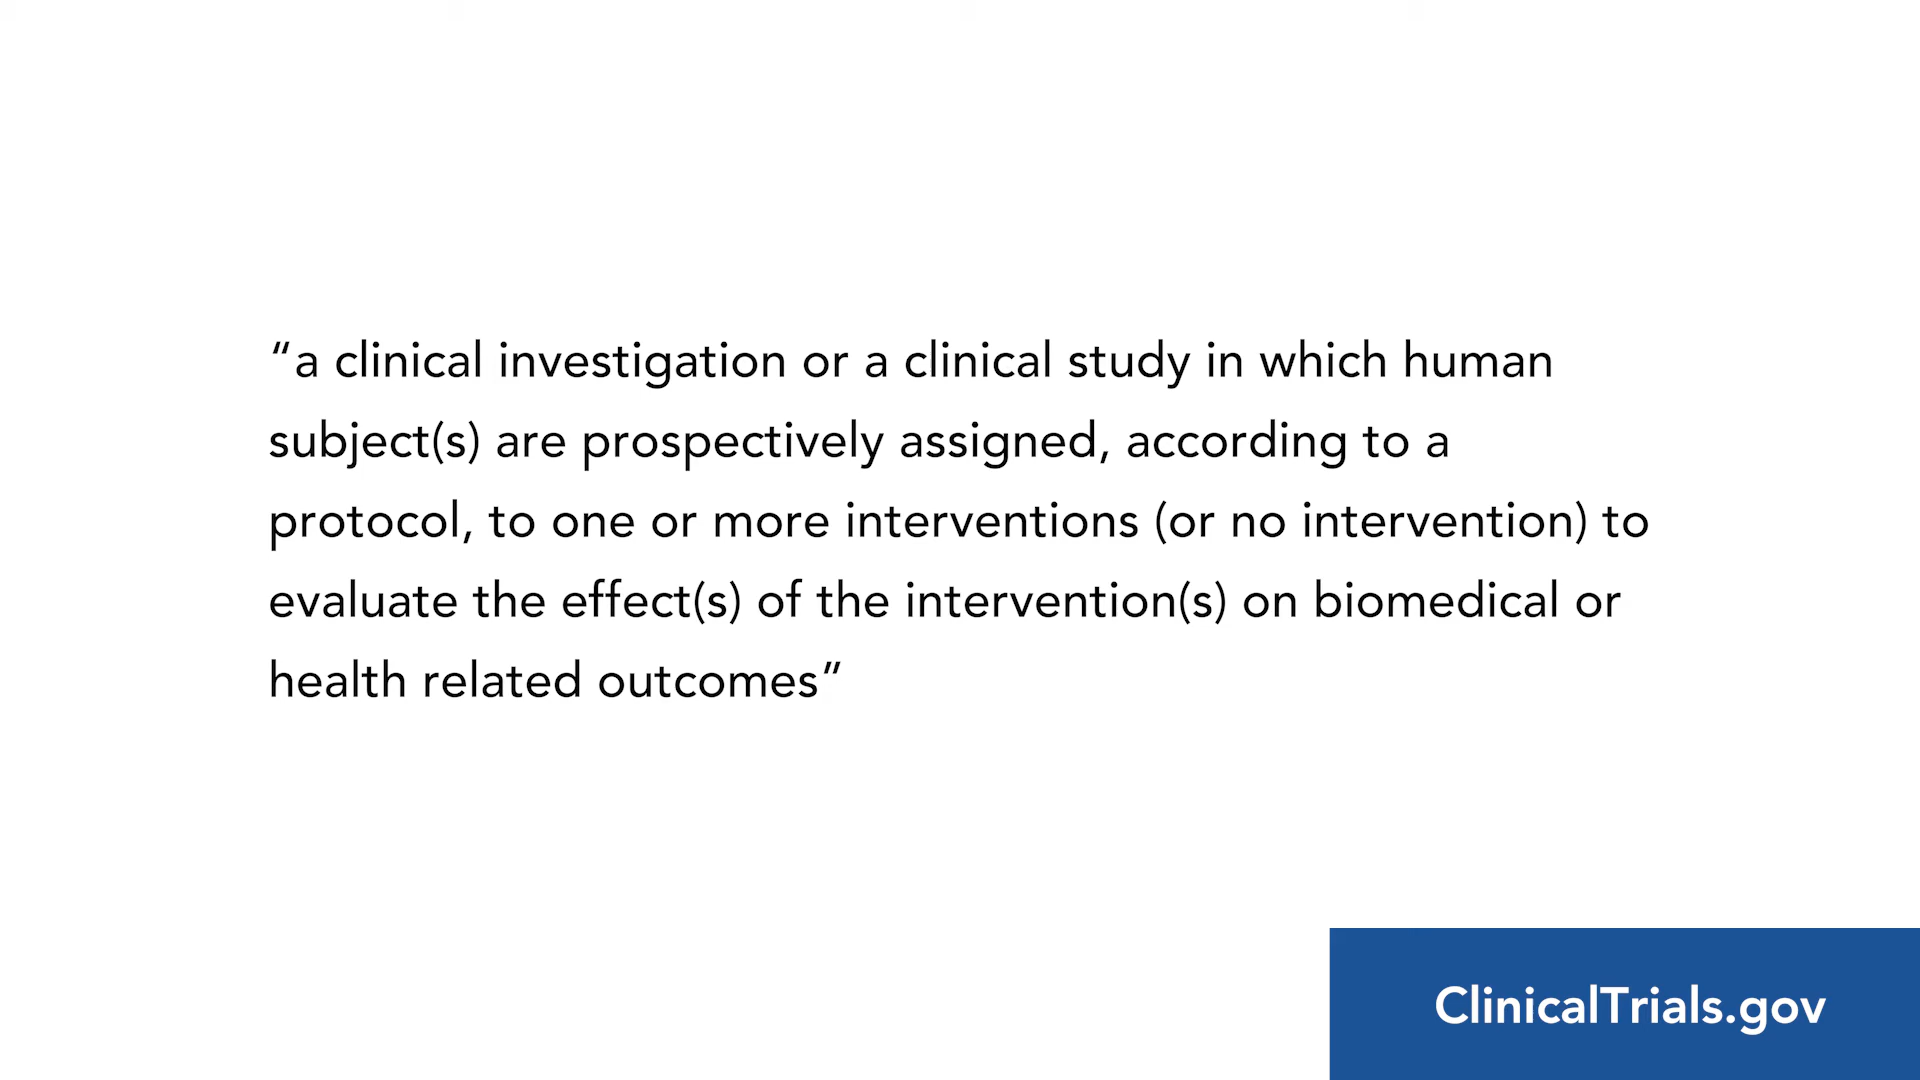 “a clinical investigation or a clinical study in which human
subject(s) are prospectively assigned, according to a
protocol, to one or more interventions (or no intervention) to
evaluate the effect(s) of the intervention(s) on biomedical or
health related outcomes”
ClinicalTrials.gov